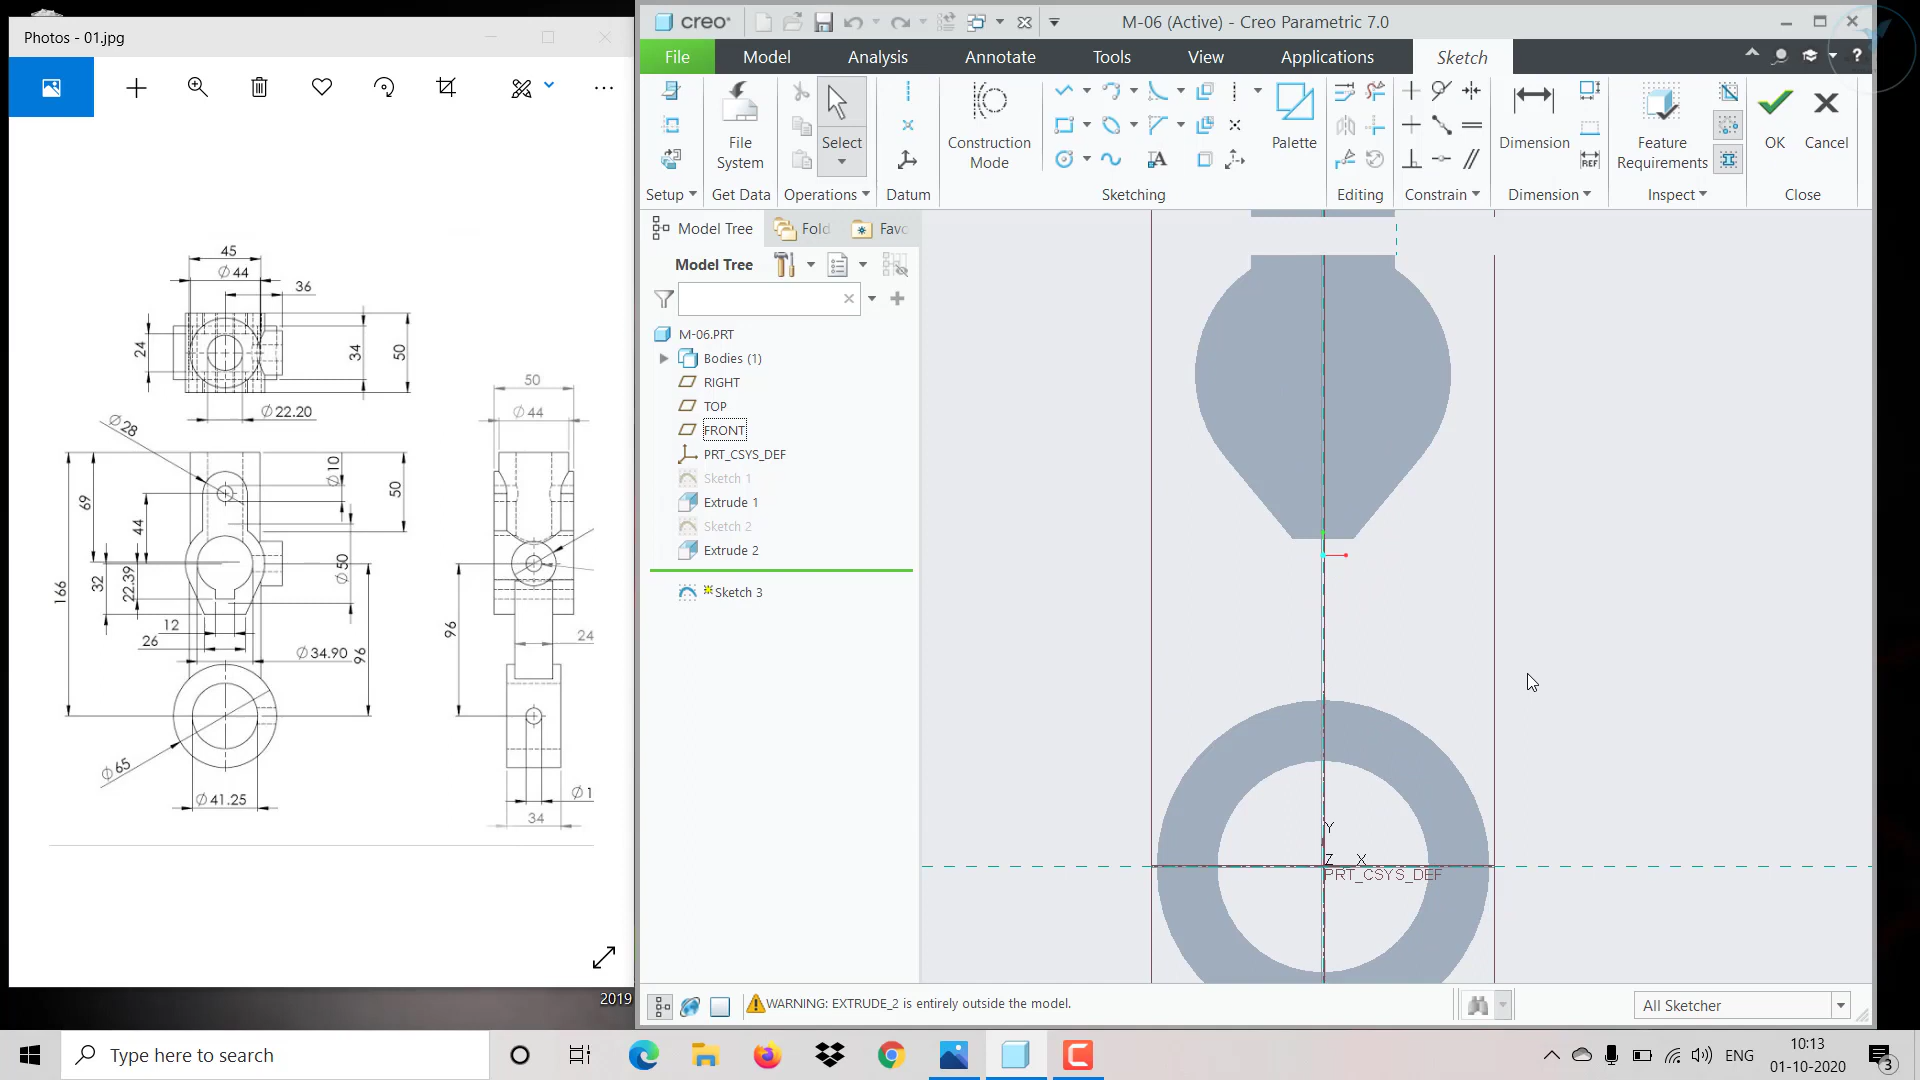 Photos - 01.jpg
45
Ø44
36
24
34
50
Ø22.20
Ø28
Ø10
50
69
44
166
32
22.39
Ø50
12
26
Ø34.90
96
Ø65
Ø41.25
50
Ø44
96
24
Ø1
34
2019
creo
M-06 (Active) - Creo Parametric 7.0
File
Model
Analysis
Annotate
Tools
View
Applications
Sketch
File System
Select
Construction Mode
Palette
Dimension
REF
Feature Requirements
OK
Cancel
Setup
Get Data
Operations
Datum
Sketching
Editing
Constrain
Dimension
Inspect
Close
Model Tree
Fold
Favc
Model Tree
M-06.PRT
Bodies (1)
RIGHT
TOP
FRONT
PRT_CSYS_DEF
Sketch 1
Extrude 1
Sketch 2
Extrude 2
Sketch 3
Y
Z X
PRT_CSYS_DEF
WARNING: EXTRUDE_2 is entirely outside the model.
All Sketcher
Type here to search
ENG
10:13
01-10-2020
3